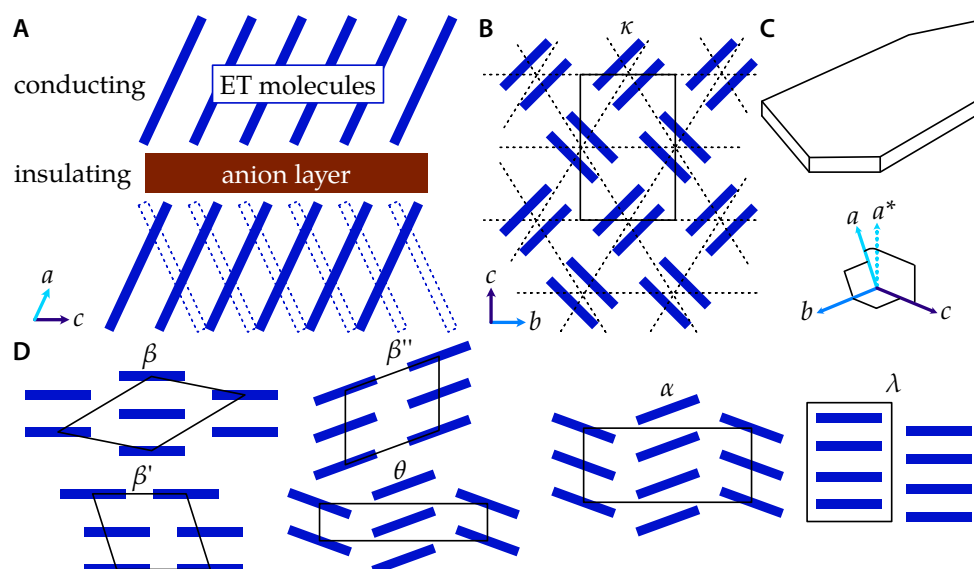 A
conducting
ET molecules
insulating
anion layer
a
c
B
κ
c
b
C
a
a*
b
c
D
β
β''
α
λ
β'
θ